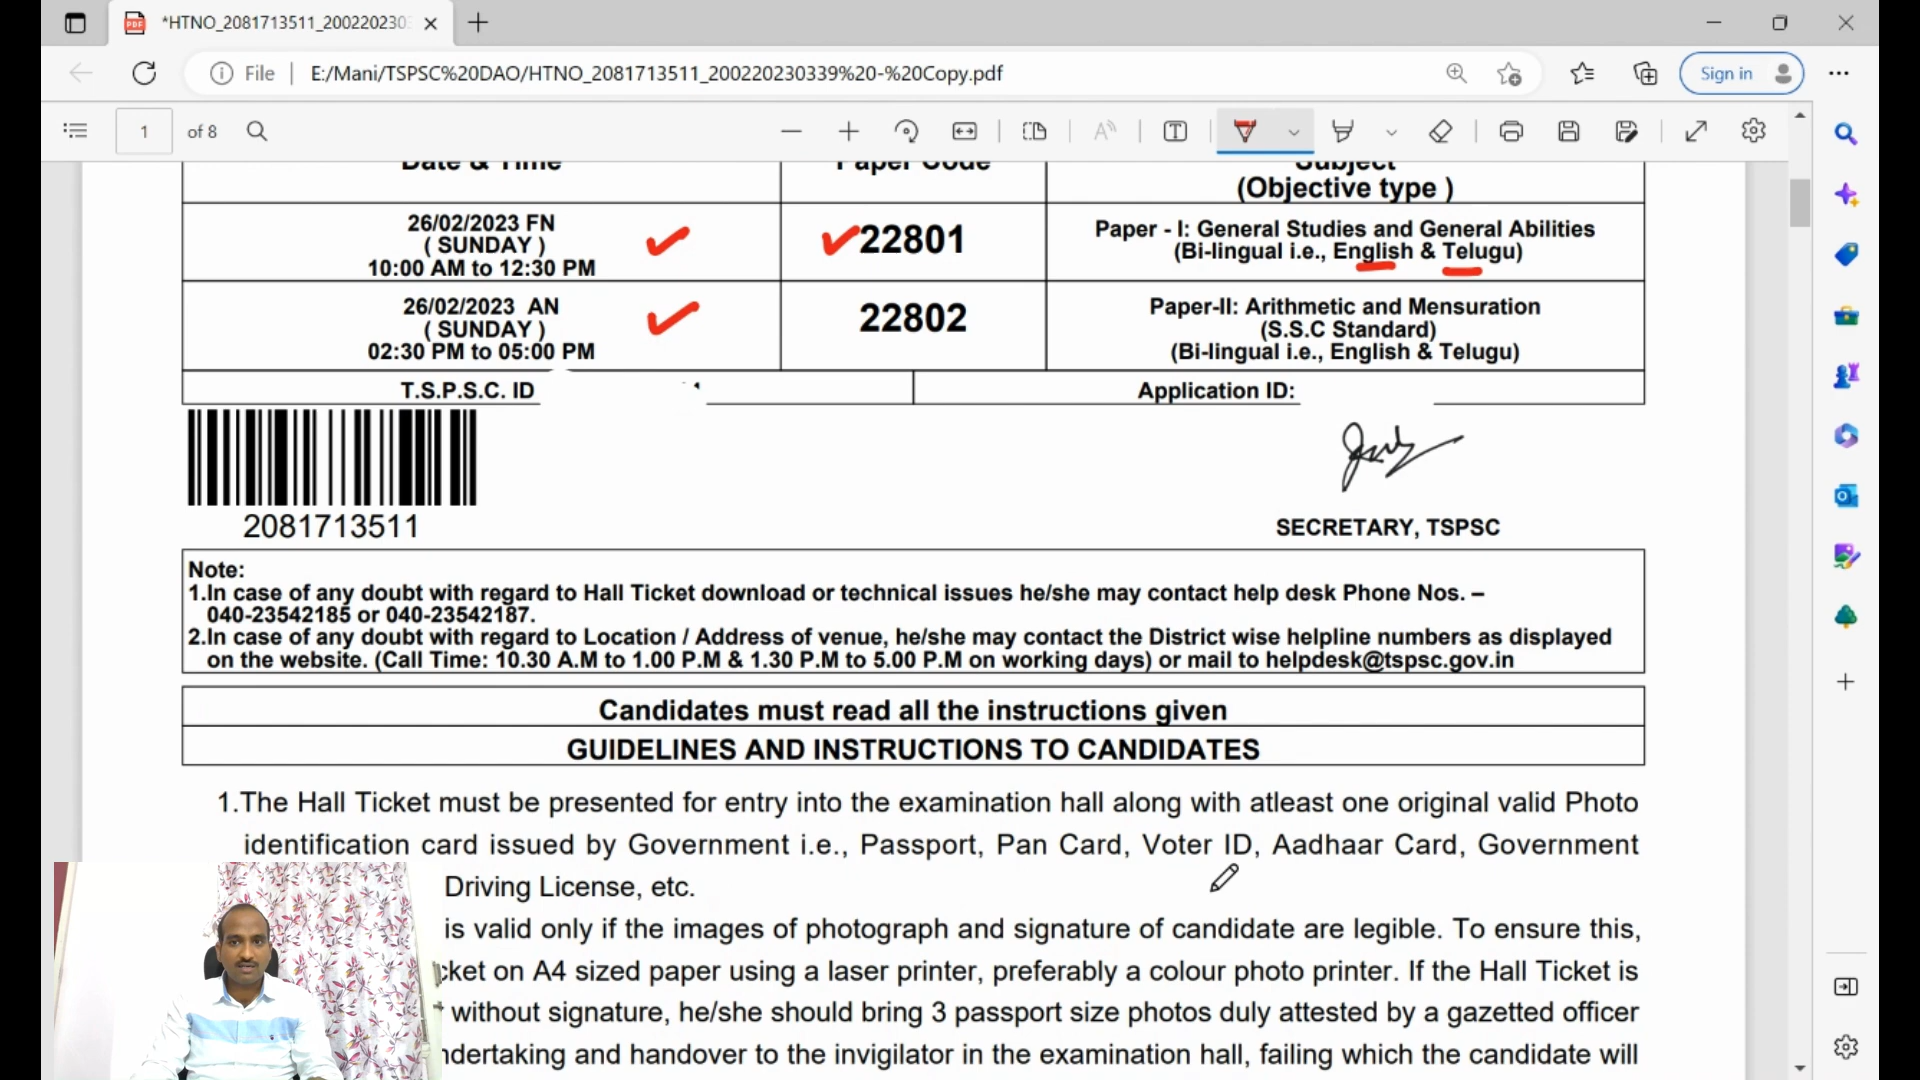 *HTNO_2081713511_20022023033
File
E:/Mani/TSPSC%20DAO/HTNO_2081713511_200220230339%20-%20Copy.pdf
Sign in
1 of 8
Date & Time Paper Code Subject
(Objective type )
26/02/2023 FN
( SUNDAY )
10:00 AM to 12:30 PM
22801
Paper - I: General Studies and General Abilities
(Bi-lingual i.e., English & Telugu)
26/02/2023 AN
( SUNDAY )
02:30 PM to 05:00 PM
22802
Paper-II: Arithmetic and Mensuration
(S.S.C Standard)
(Bi-lingual i.e., English & Telugu)
T.S.P.S.C. ID
Application ID:
2081713511
SECRETARY, TSPSC
Note:
1.In case of any doubt with regard to Hall Ticket download or technical issues he/she may contact help desk Phone Nos. –
040-23542185 or 040-23542187.
2.In case of any doubt with regard to Location / Address of venue, he/she may contact the District wise helpline numbers as displayed
on the website. (Call Time: 10.30 A.M to 1.00 P.M & 1.30 P.M to 5.00 P.M on working days) or mail to helpdesk@tspsc.gov.in
Candidates must read all the instructions given
GUIDELINES AND INSTRUCTIONS TO CANDIDATES
1.The Hall Ticket must be presented for entry into the examination hall along with atleast one original valid Photo
identification card issued by Government i.e., Passport, Pan Card, Voter ID, Aadhaar Card, Government
Driving License, etc.
is valid only if the images of photograph and signature of candidate are legible. To ensure this,
cket on A4 sized paper using a laser printer, preferably a colour photo printer. If the Hall Ticket is
without signature, he/she should bring 3 passport size photos duly attested by a gazetted officer
ndertaking and handover to the invigilator in the examination hall, failing which the candidate will